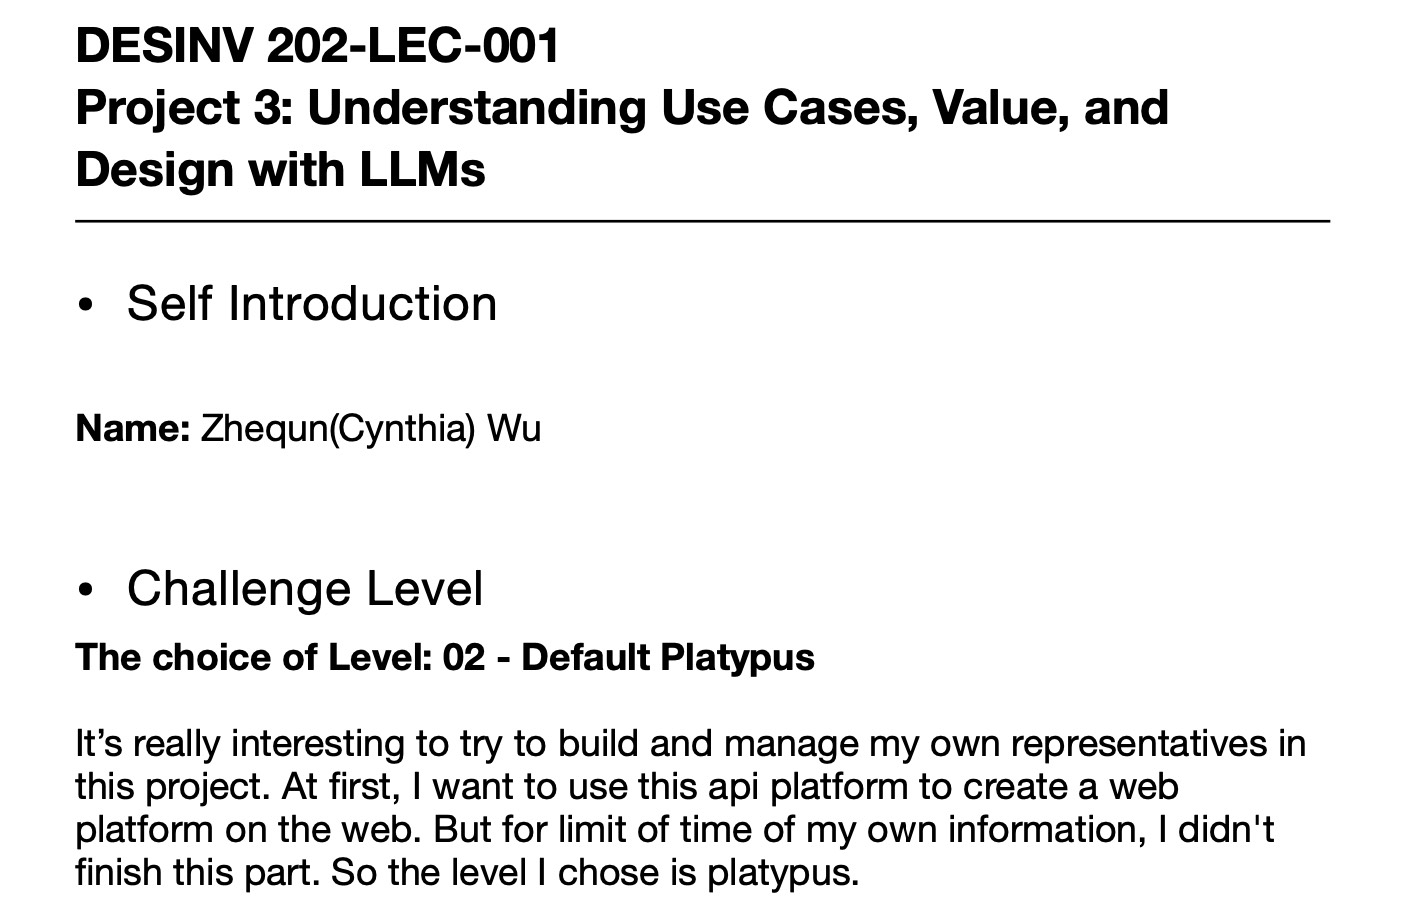 DESINV 202-LEC-001
Project 3: Understanding Use Cases, Value, and
Design with LLMs
• Self Introduction
Name: Zhequn(Cynthia) Wu
• Challenge Level
The choice of Level: 02 - Default Platypus
It’s really interesting to try to build and manage my own representatives in
this project. At first, I want to use this api platform to create a web
platform on the web. But for limit of time of my own information, I didn't
finish this part. So the level I chose is platypus.